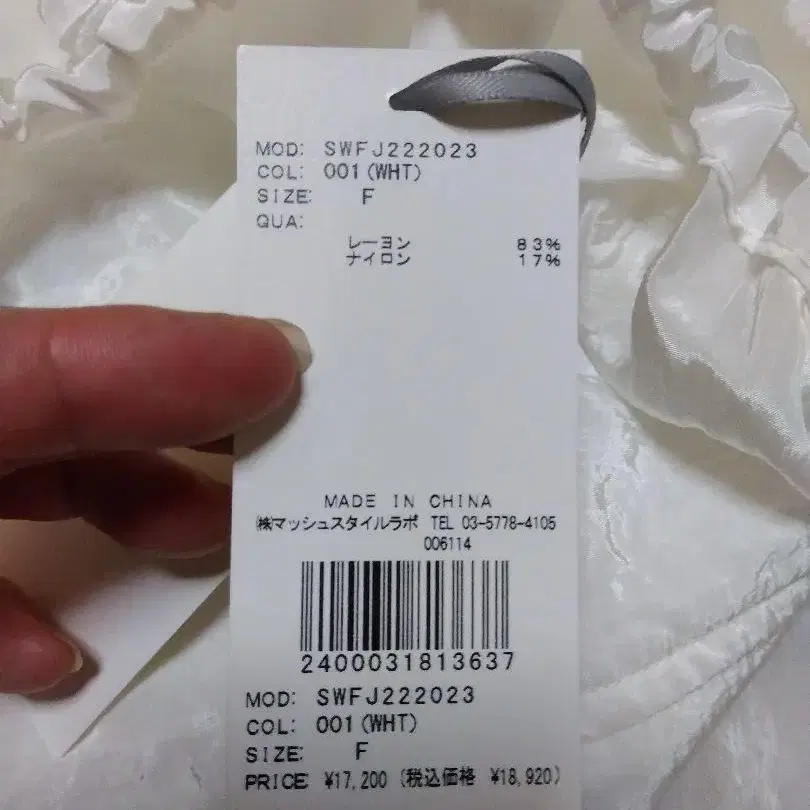 MOD: SWFJ222023
COL: 001(WHT)
SIZE: F
QUA:
レーヨン 83%
ナイロン 17%
MADE IN CHINA
㈱マッシュスタイルラボ TEL 03-5778-4105
006114
2400031813637
MOD: SWFJ222023
COL: 001(WHT)
SIZE: F
PRICE ¥17,200 (税込価格 ¥18,920)